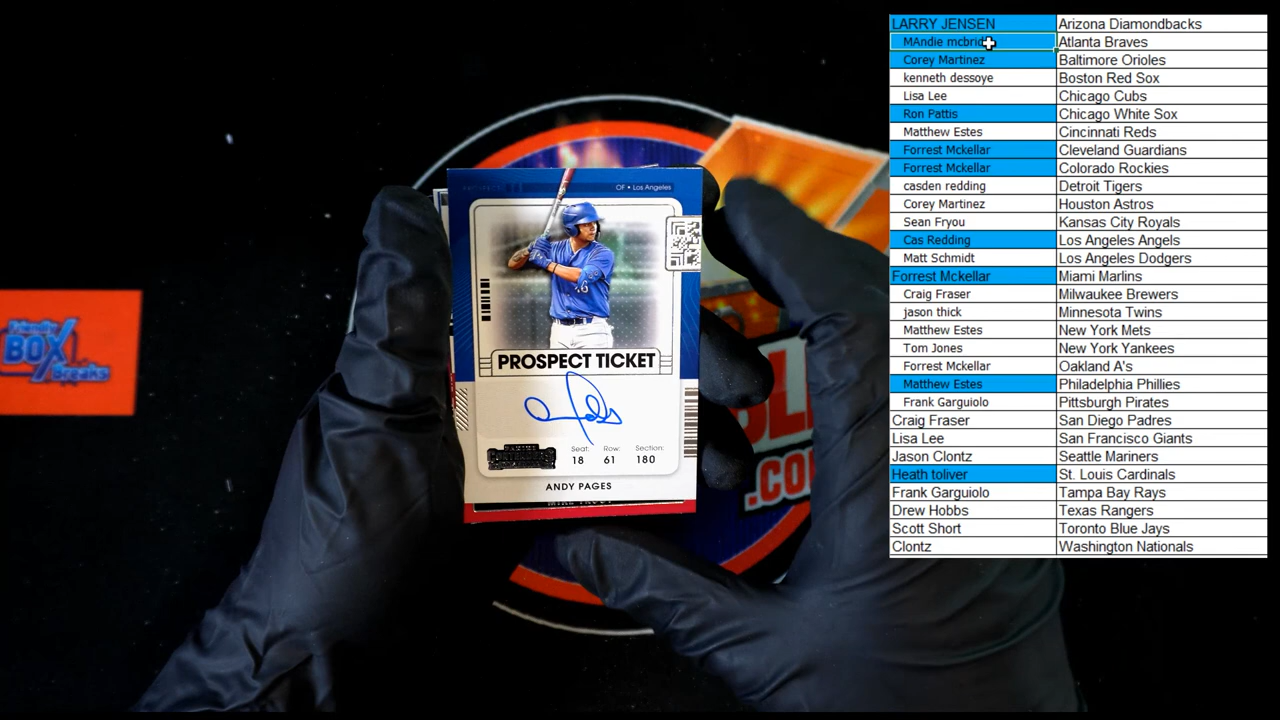 LARRY JENSEN Arizona Diamondbacks
MAndie mcbrid Atlanta Braves
Corey Martinez Baltimore Orioles
kenneth dessoye Boston Red Sox
Lisa Lee Chicago Cubs
Ron Pattis Chicago White Sox
Matthew Estes Cincinnati Reds
Forrest Mckellar Cleveland Guardians
Forrest Mckellar Colorado Rockies
casden redding Detroit Tigers
Corey Martinez Houston Astros
Sean Fryou Kansas City Royals
Cas Redding Los Angeles Angels
Matt Schmidt Los Angeles Dodgers
Forrest Mckellar Miami Marlins
Craig Fraser Milwaukee Brewers
jason thick Minnesota Twins
Matthew Estes New York Mets
Tom Jones New York Yankees
Forrest Mckellar Oakland A's
Matthew Estes Philadelphia Phillies
Frank Garguiolo Pittsburgh Pirates
Craig Fraser San Diego Padres
Lisa Lee San Francisco Giants
Jason Clontz Seattle Mariners
Heath toliver St. Louis Cardinals
Frank Garguiolo Tampa Bay Rays
Drew Hobbs Texas Rangers
Scott Short Toronto Blue Jays
Clontz Washington Nationals
OF • Los Angeles
PROSPECT TICKET
Seat: Row: Section:
18 61 180
ANDY PAGES
MIKE TROUT
BOX
Breaks
.CO